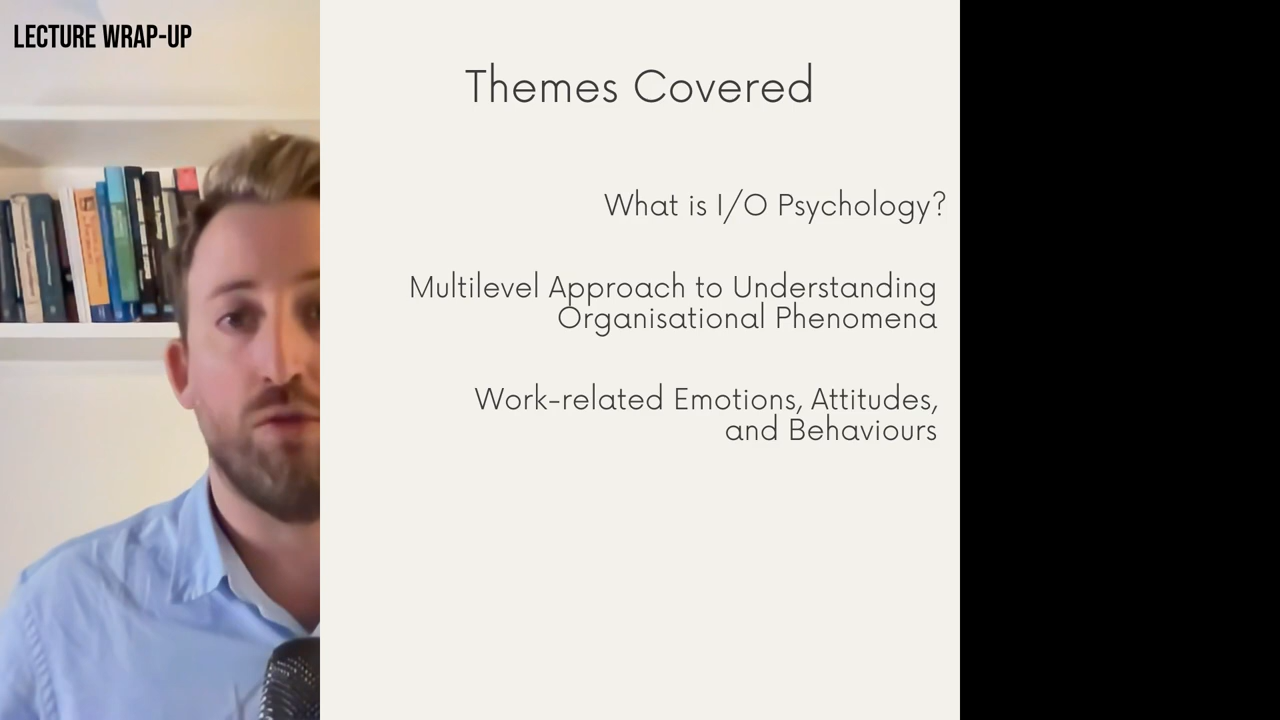 LECTURE WRAP-UP
Themes Covered
What is I/O Psychology?
Multilevel Approach to Understanding
Organisational Phenomena
Work-related Emotions, Attitudes,
and Behaviours